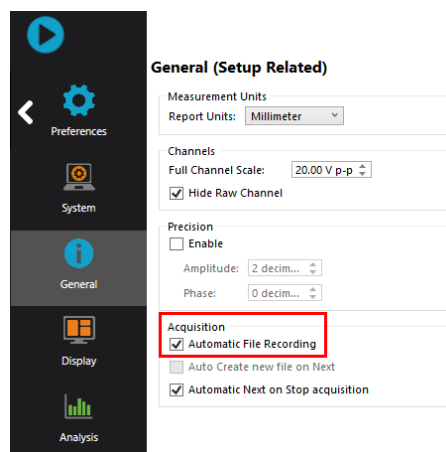 General (Setup Related)
Measurement Units
Report Units: Millimeter
Preferences
Channels
Full Channel Scale: 20.00 V p-p
Hide Raw Channel
System
Precision
Enable
Amplitude: 2 decim...
General
Phase: 0 decim...
Acquisition
Automatic File Recording
Display
Auto Create new file on Next
Automatic Next on Stop acquisition
Analysis